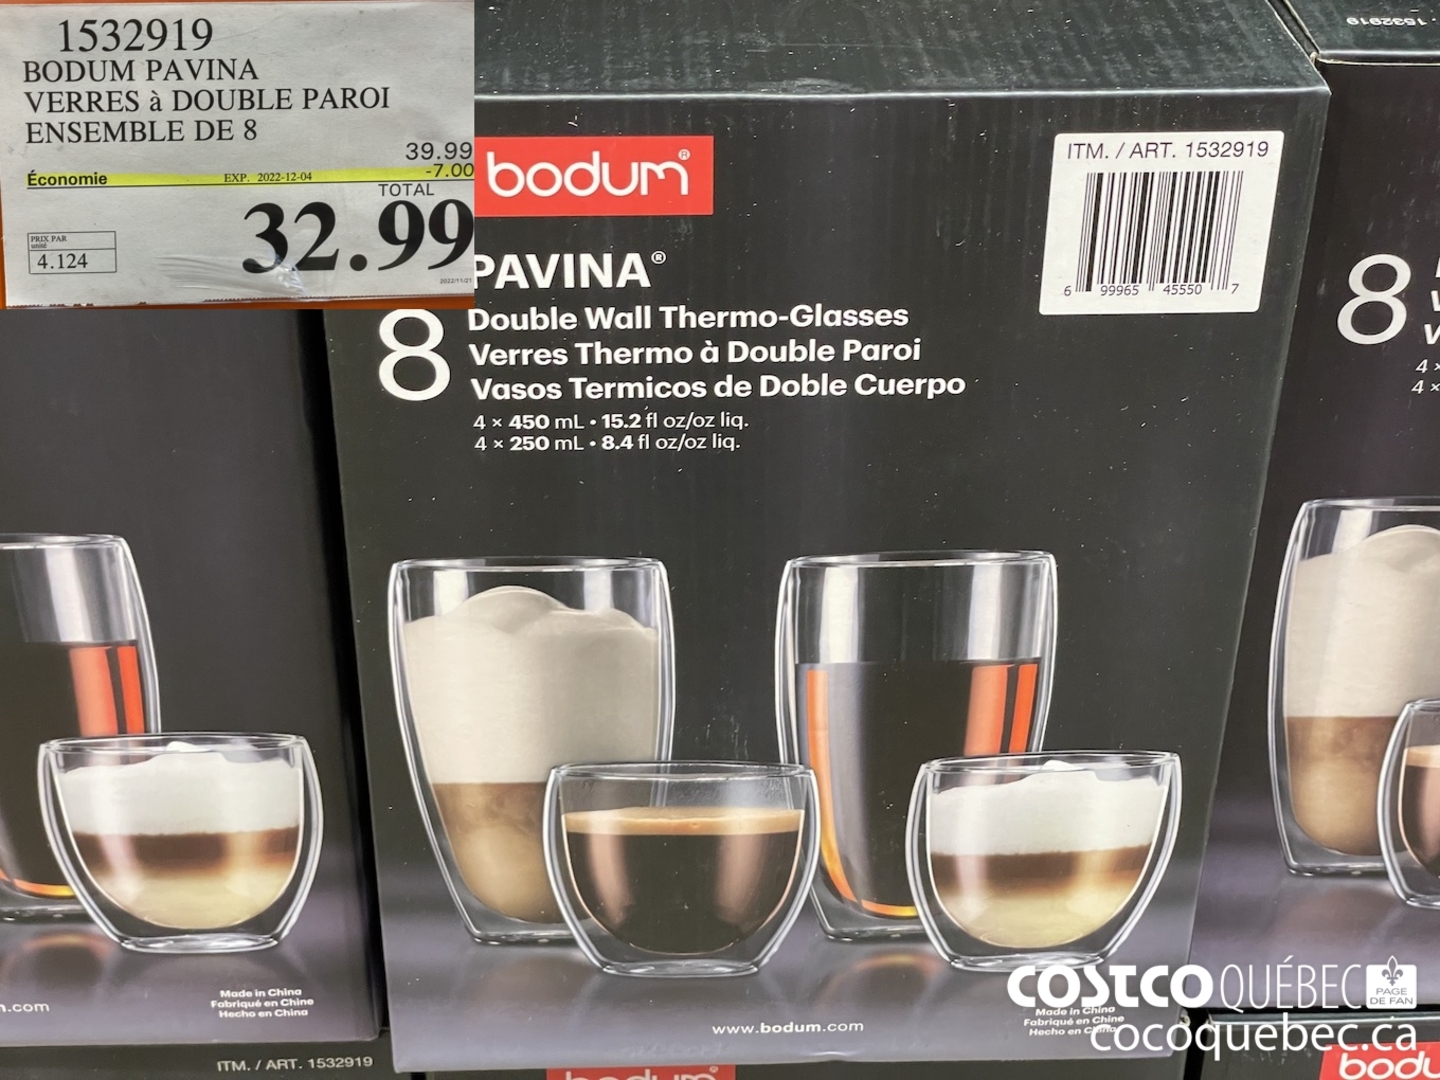 1532919
BODUM PAVINA
VERRES à DOUBLE PAROI
ENSEMBLE DE 8
39.99
Économie EXP. 2022-12-04 -7.00
TOTAL
32.99
PRIX PAR
unité
4.124
2022/11/21
bodum®
ITM. / ART. 1532919
6 99965 45550 7
PAVINA®
8 Double Wall Thermo-Glasses
Verres Thermo à Double Paroi
Vasos Termicos de Doble Cuerpo
4 × 450 mL • 15.2 fl oz/oz liq.
4 × 250 mL • 8.4 fl oz/oz liq.
www.bodum.com
Made in China
Fabriqué en Chine
Hecho en China
1532919
8
4 ×
4 ×
.com
Made in China
Fabriqué en Chine
Hecho en China
ITM. / ART. 1532919
bodum®
bodu
COSTCO QUÉBEC PAGE DE FAN
cocoquebec.ca